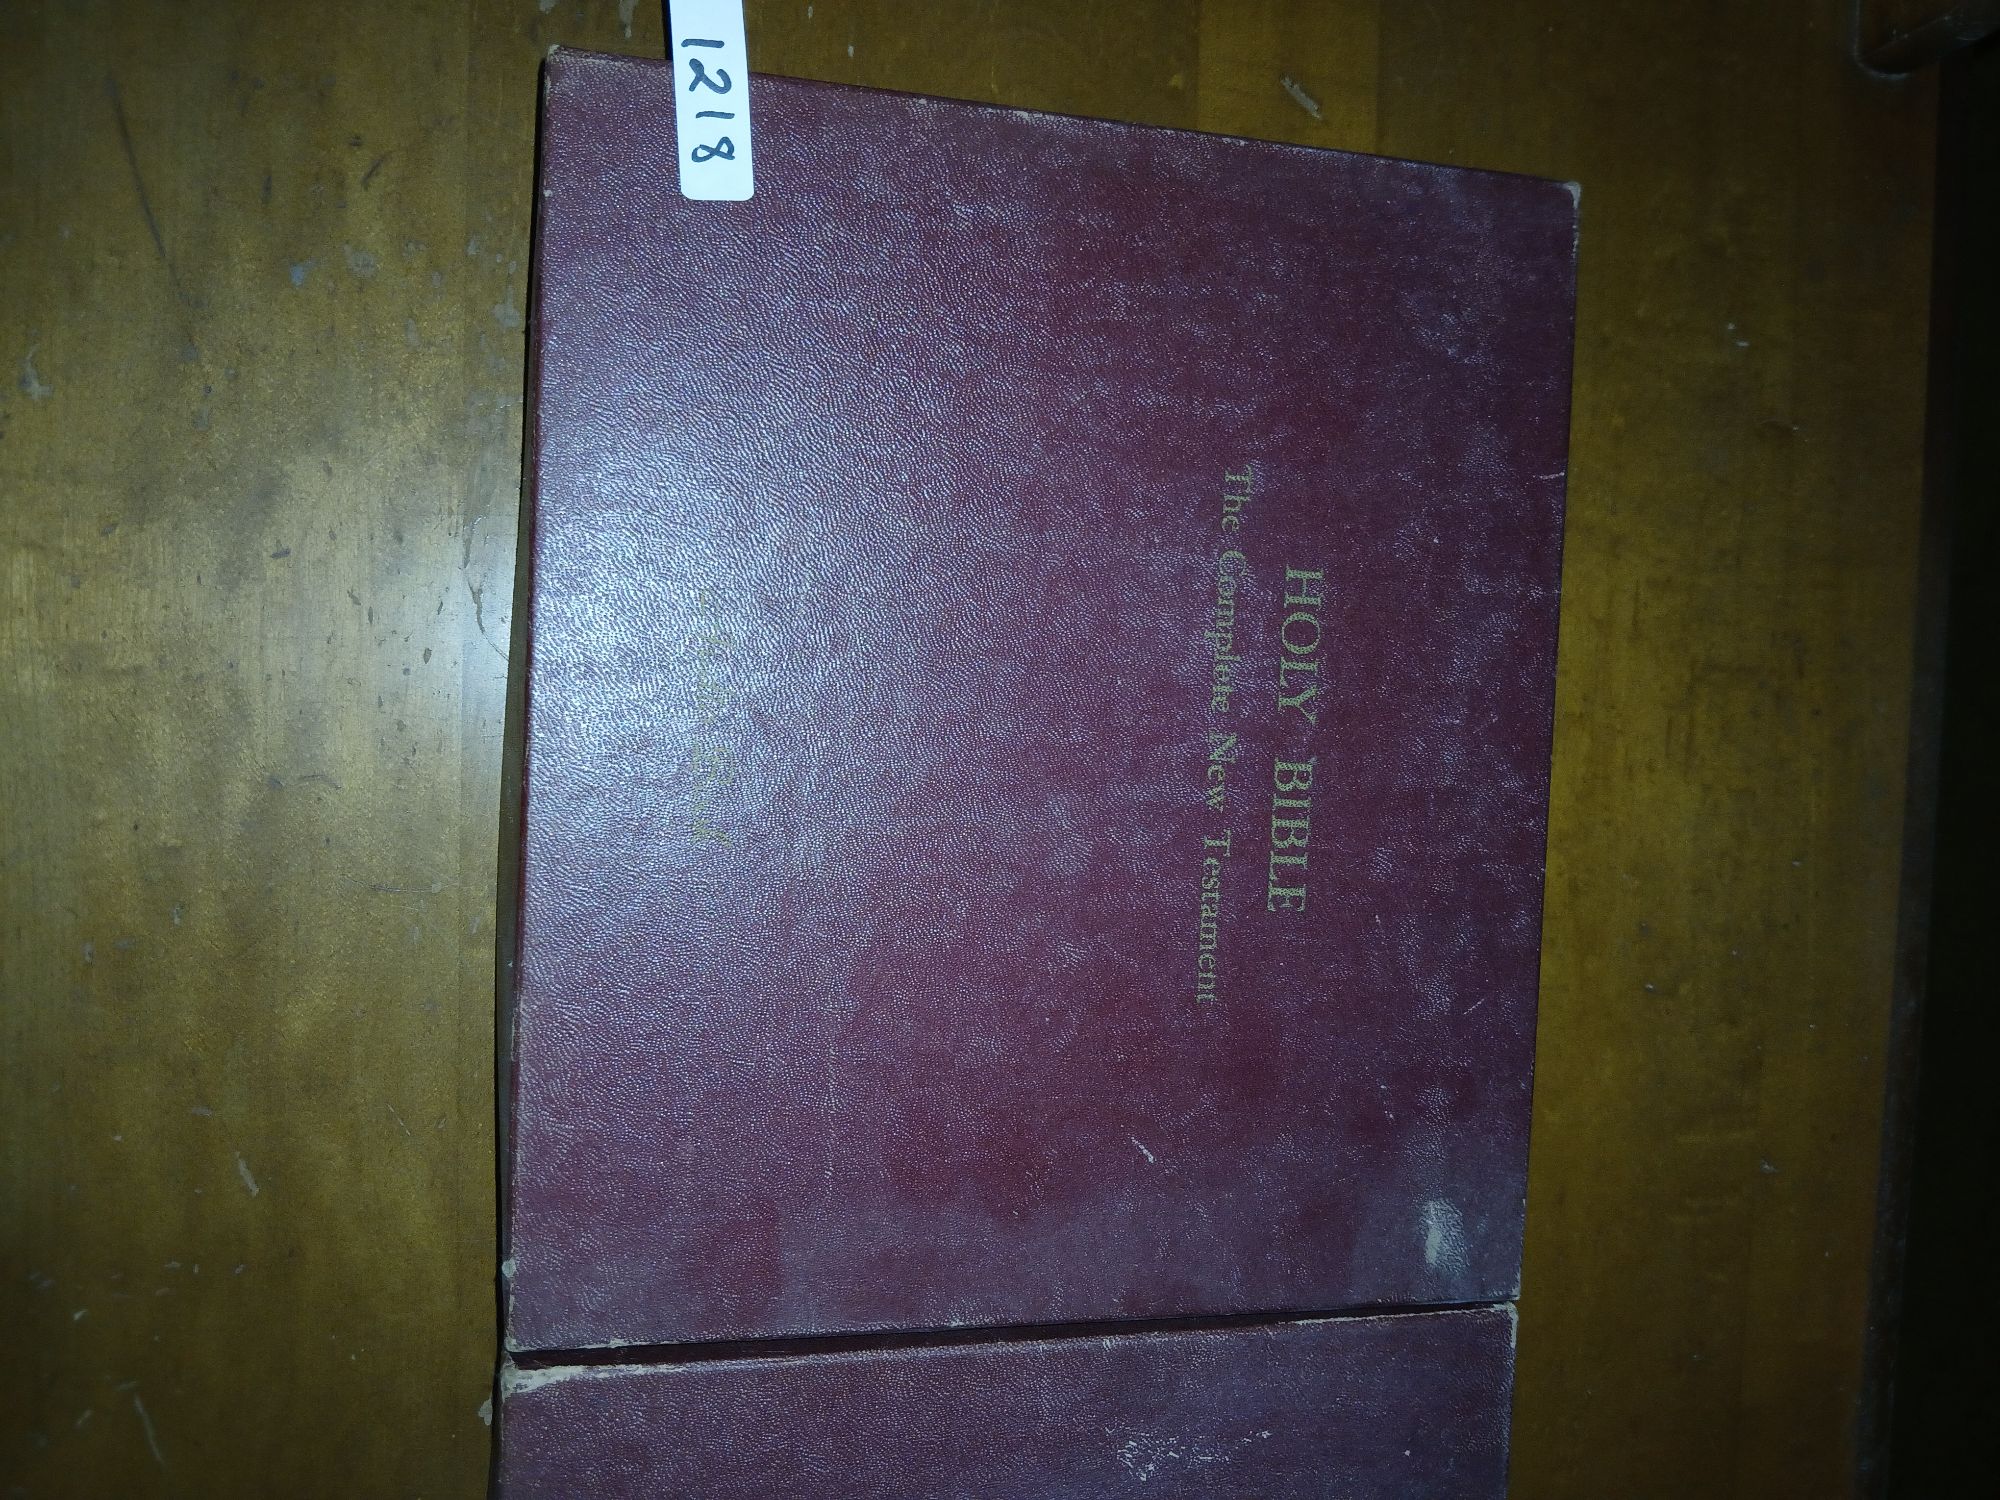 1218
HOLY BIBLE
The Complete New Testament